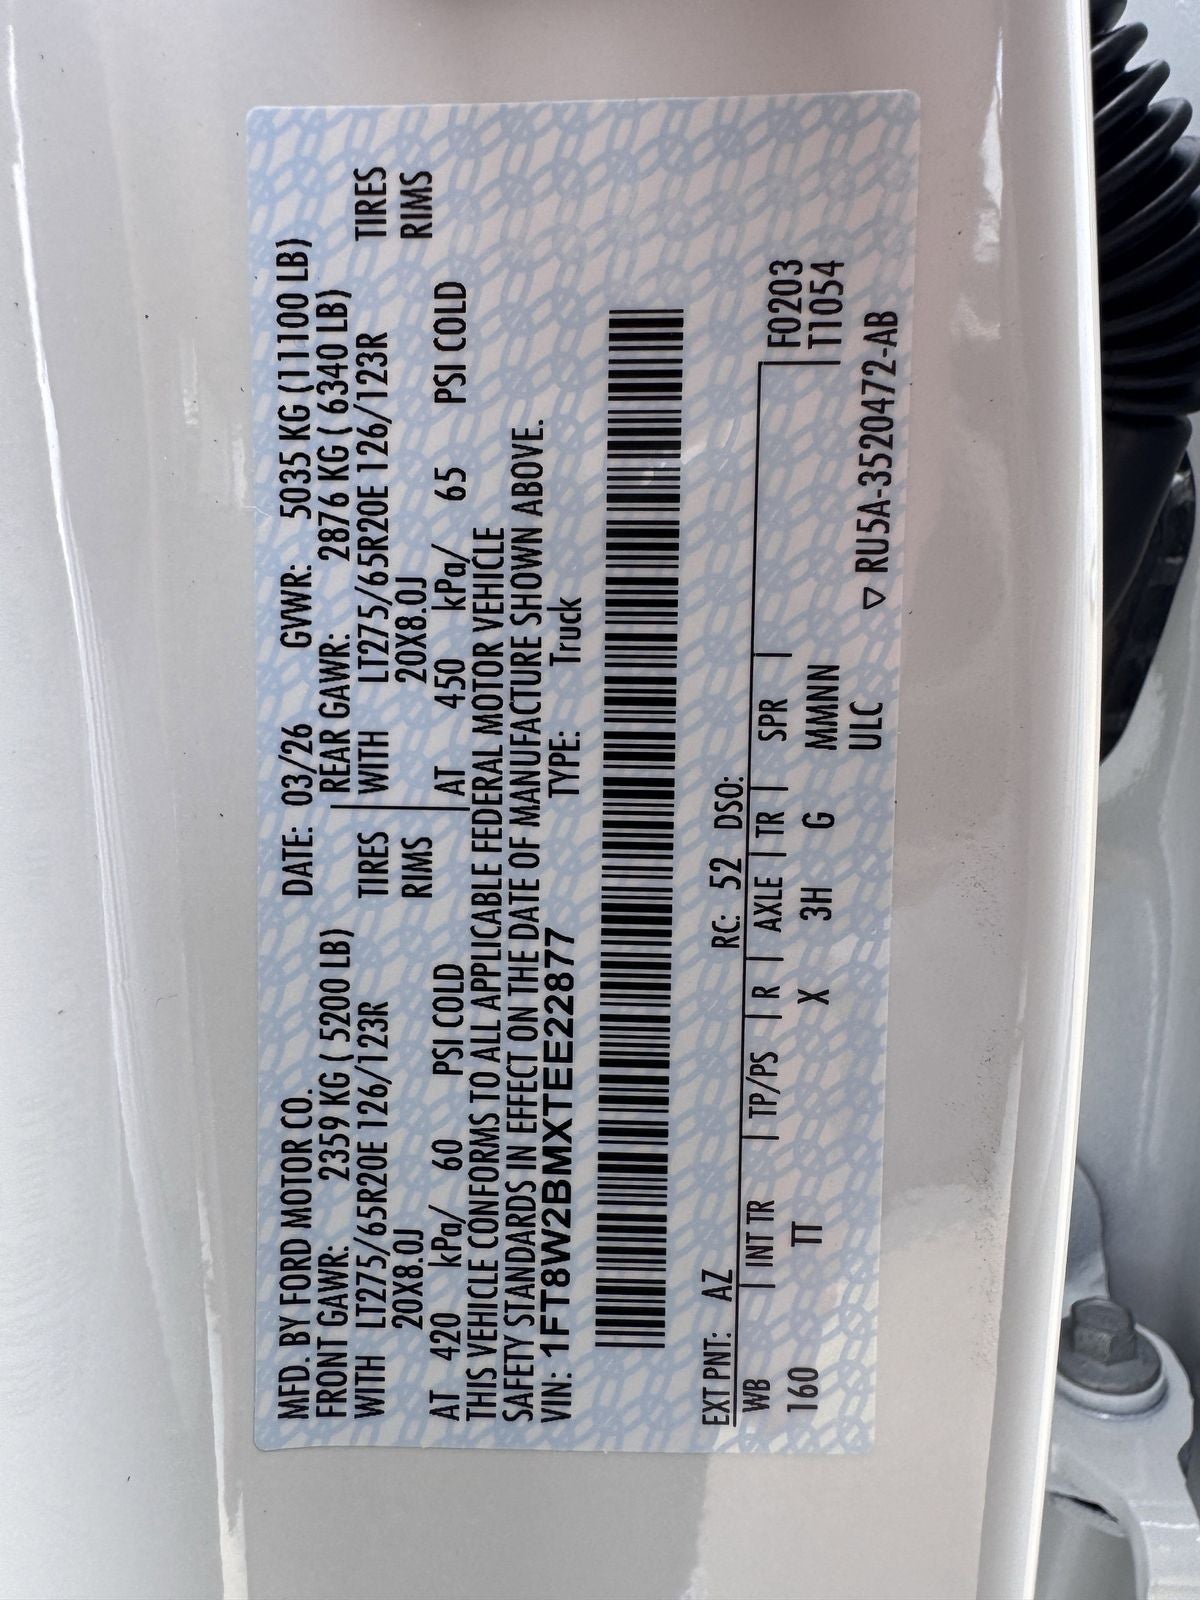 MFD. BY FORD MOTOR CO. DATE: 03/26 GVWR: 5035 KG (11100 LB)
FRONT GAWR: 2359 KG ( 5200 LB) REAR GAWR: 2876 KG ( 6340 LB)
WITH LT275/65R20E 126/123R TIRES WITH LT275/65R20E 126/123R TIRES
20X8.0J RIMS 20X8.0J RIMS
AT 420 kPa/ 60 PSI COLD AT 450 kPa/ 65 PSI COLD
THIS VEHICLE CONFORMS TO ALL APPLICABLE FEDERAL MOTOR VEHICLE
SAFETY STANDARDS IN EFFECT ON THE DATE OF MANUFACTURE SHOWN ABOVE.
VIN: 1FT8W2BMXTEE22877 TYPE: Truck
EXT PNT: AZ RC: 52 DSO:
WB INT TR TP/PS R AXLE TR SPR F0203
160 TT X 3H G MMNN T1054
ULC ▽ RU5A-3520472-AB